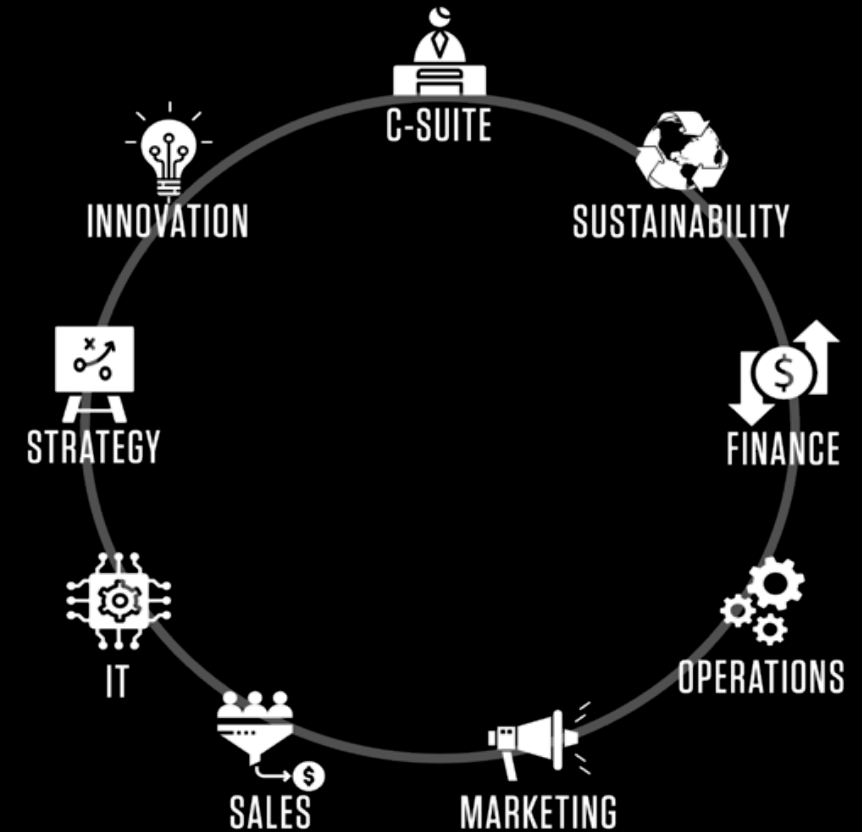 C-SUITE
SUSTAINABILITY
INNOVATION
$
STRATEGY
FINANCE
IT
OPERATIONS
$
SALES
MARKETING